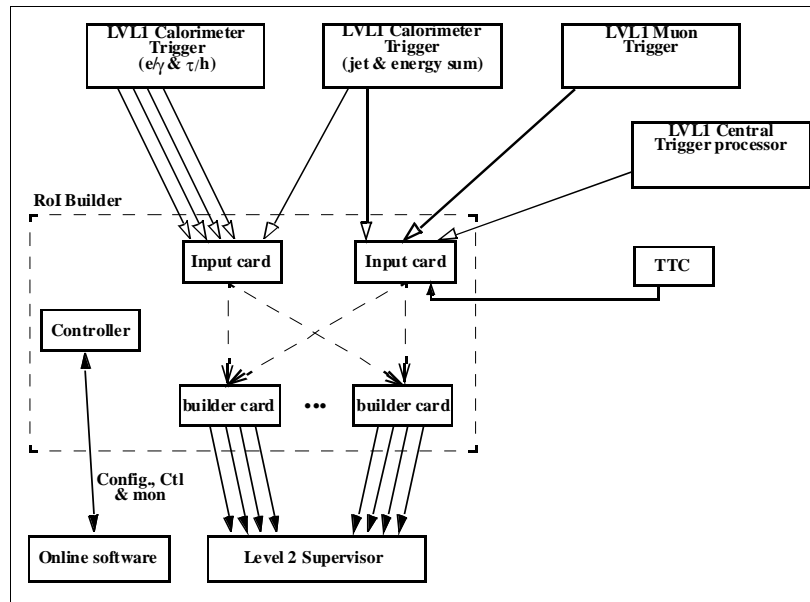 LVL1 Calorimeter
Trigger
(e/γ & τ/h)
LVL1 Calorimeter
Trigger
(jet & energy sum)
LVL1 Muon
Trigger
LVL1 Central
Trigger processor
RoI Builder
Input card
Input card
TTC
Controller
builder card
•••
builder card
Config., Ctl
& mon
Online software
Level 2 Supervisor